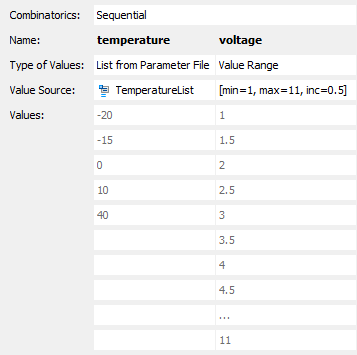 Combinatorics: Sequential
Name: temperature voltage
Type of Values: List from Parameter File Value Range
Value Source: TemperatureList [min=1, max=11, inc=0.5]
Values: -20 1
-15 1.5
0 2
10 2.5
40 3
3.5
4
4.5
...
11